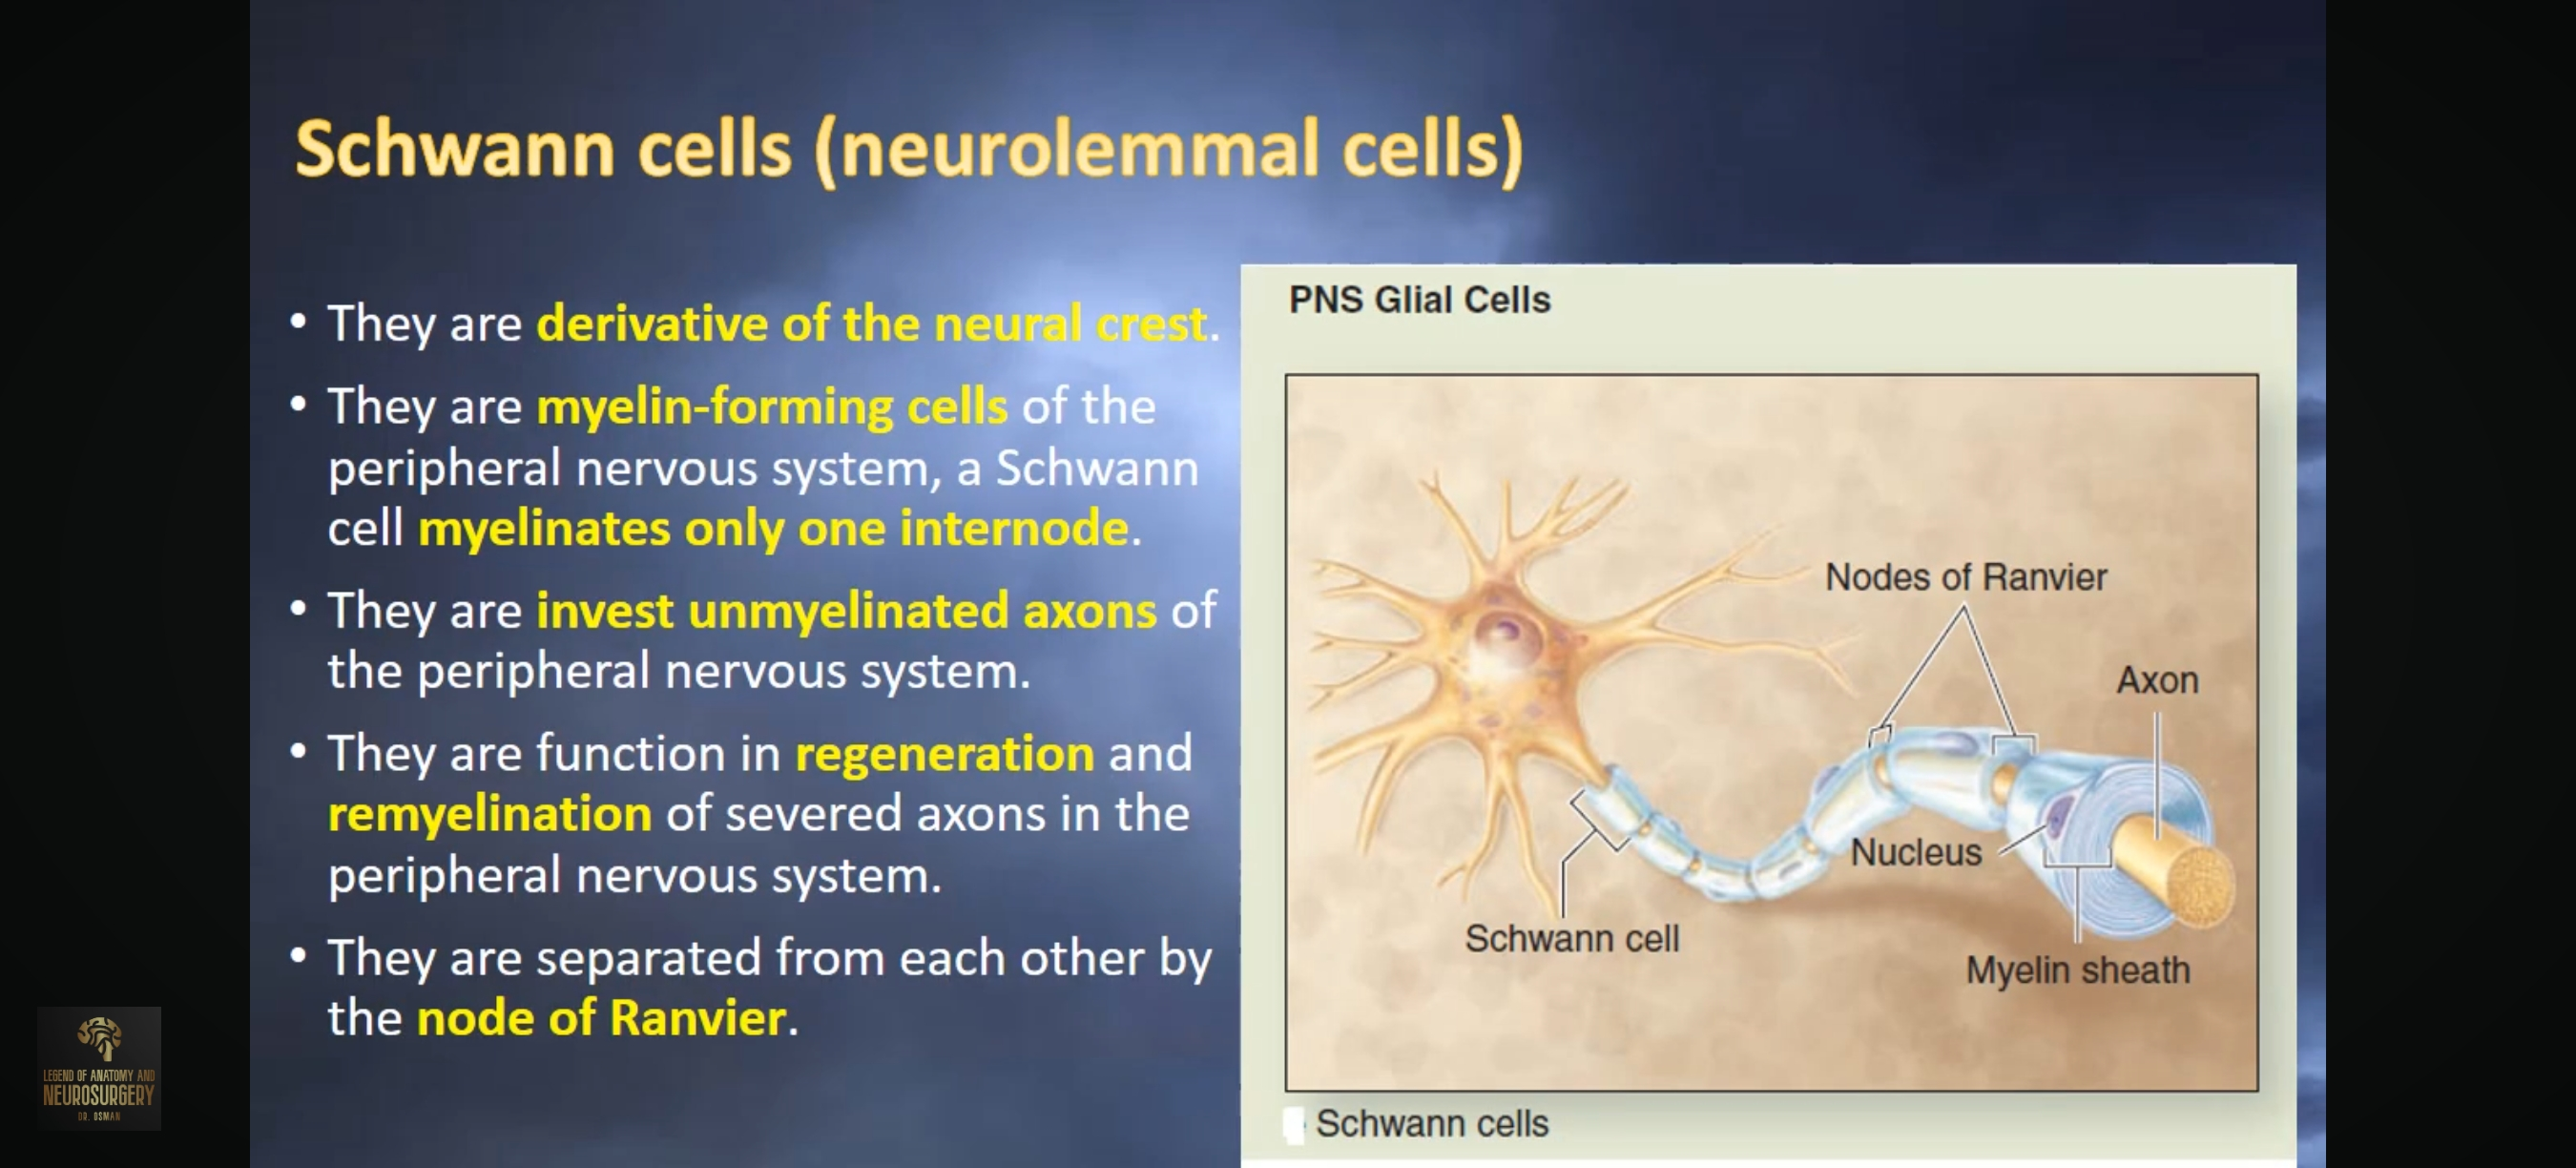 Schwann cells (neurolemmal cells)
• They are derivative of the neural crest.
• They are myelin-forming cells of the
peripheral nervous system, a Schwann
cell myelinates only one internode.
• They are invest unmyelinated axons of
the peripheral nervous system.
• They are function in regeneration and
remyelination of severed axons in the
peripheral nervous system.
• They are separated from each other by
the node of Ranvier.
PNS Glial Cells
Nodes of Ranvier
Axon
Nucleus
Schwann cell
Myelin sheath
Schwann cells
LEGEND OF ANATOMY AND
NEUROSURGERY
DR. OSMAN